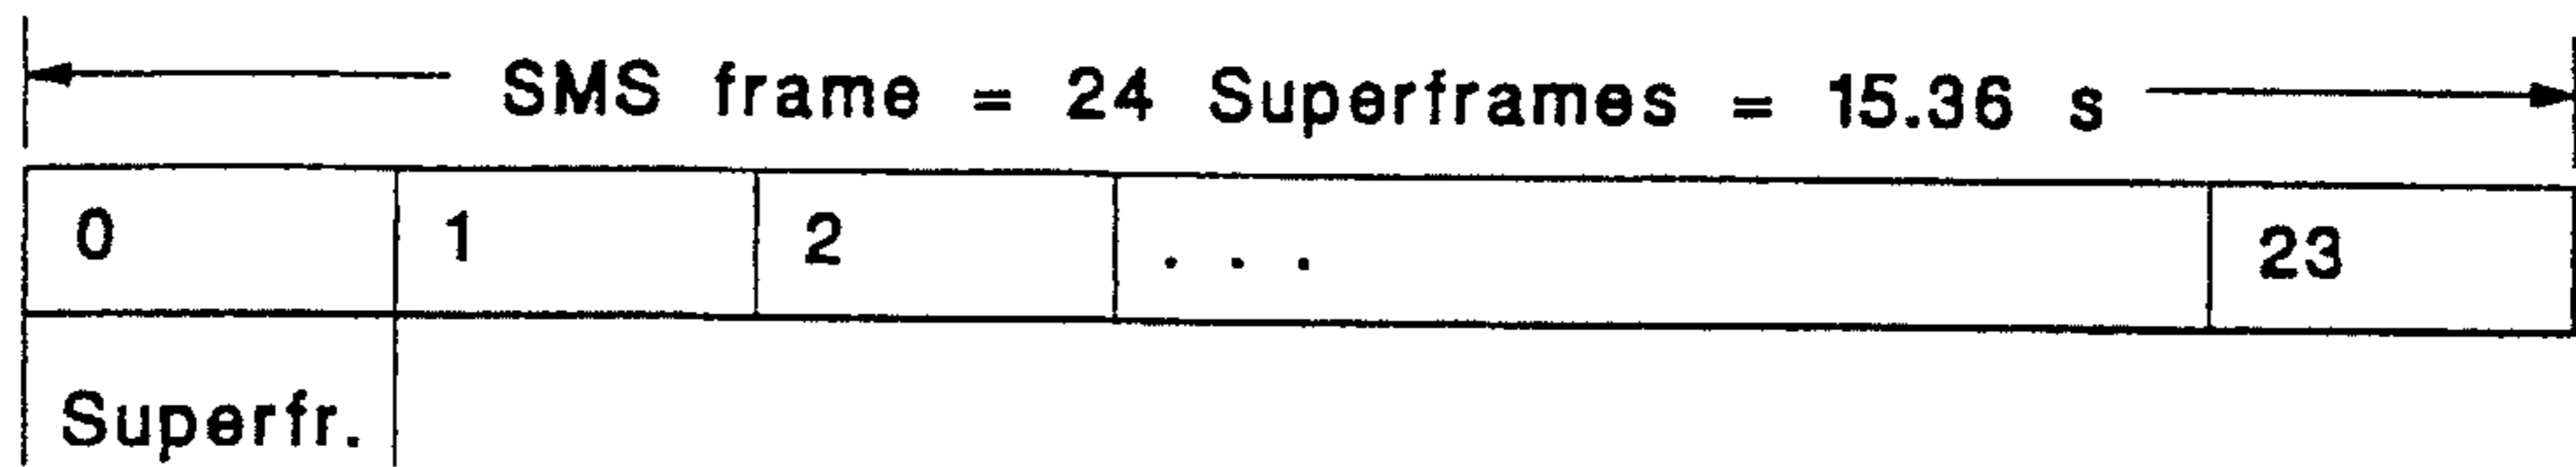 SMS frame = 24 Superframes = 15.36 s
0 1 2 . . . 23
Superfr.